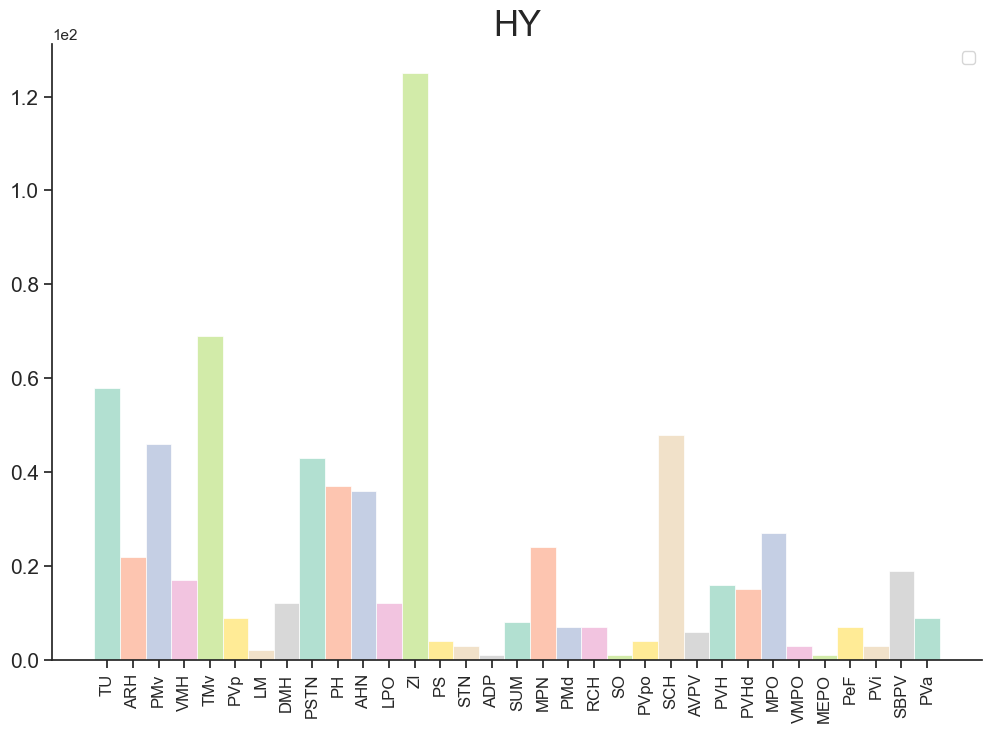 HY
1e2
1.2
1.0
0.8
0.6
0.4
0.2
0.0
TU
ARH
PMv
VMH
TMv
PVp
LM
DMH
PSTN
PH
AHN
LPO
ZI
PS
STN
ADP
SUM
MPN
PMd
RCH
SO
PVpo
SCH
AVPV
PVH
PVHd
MPO
VMPO
MEPO
PeF
PVi
SBPV
PVa